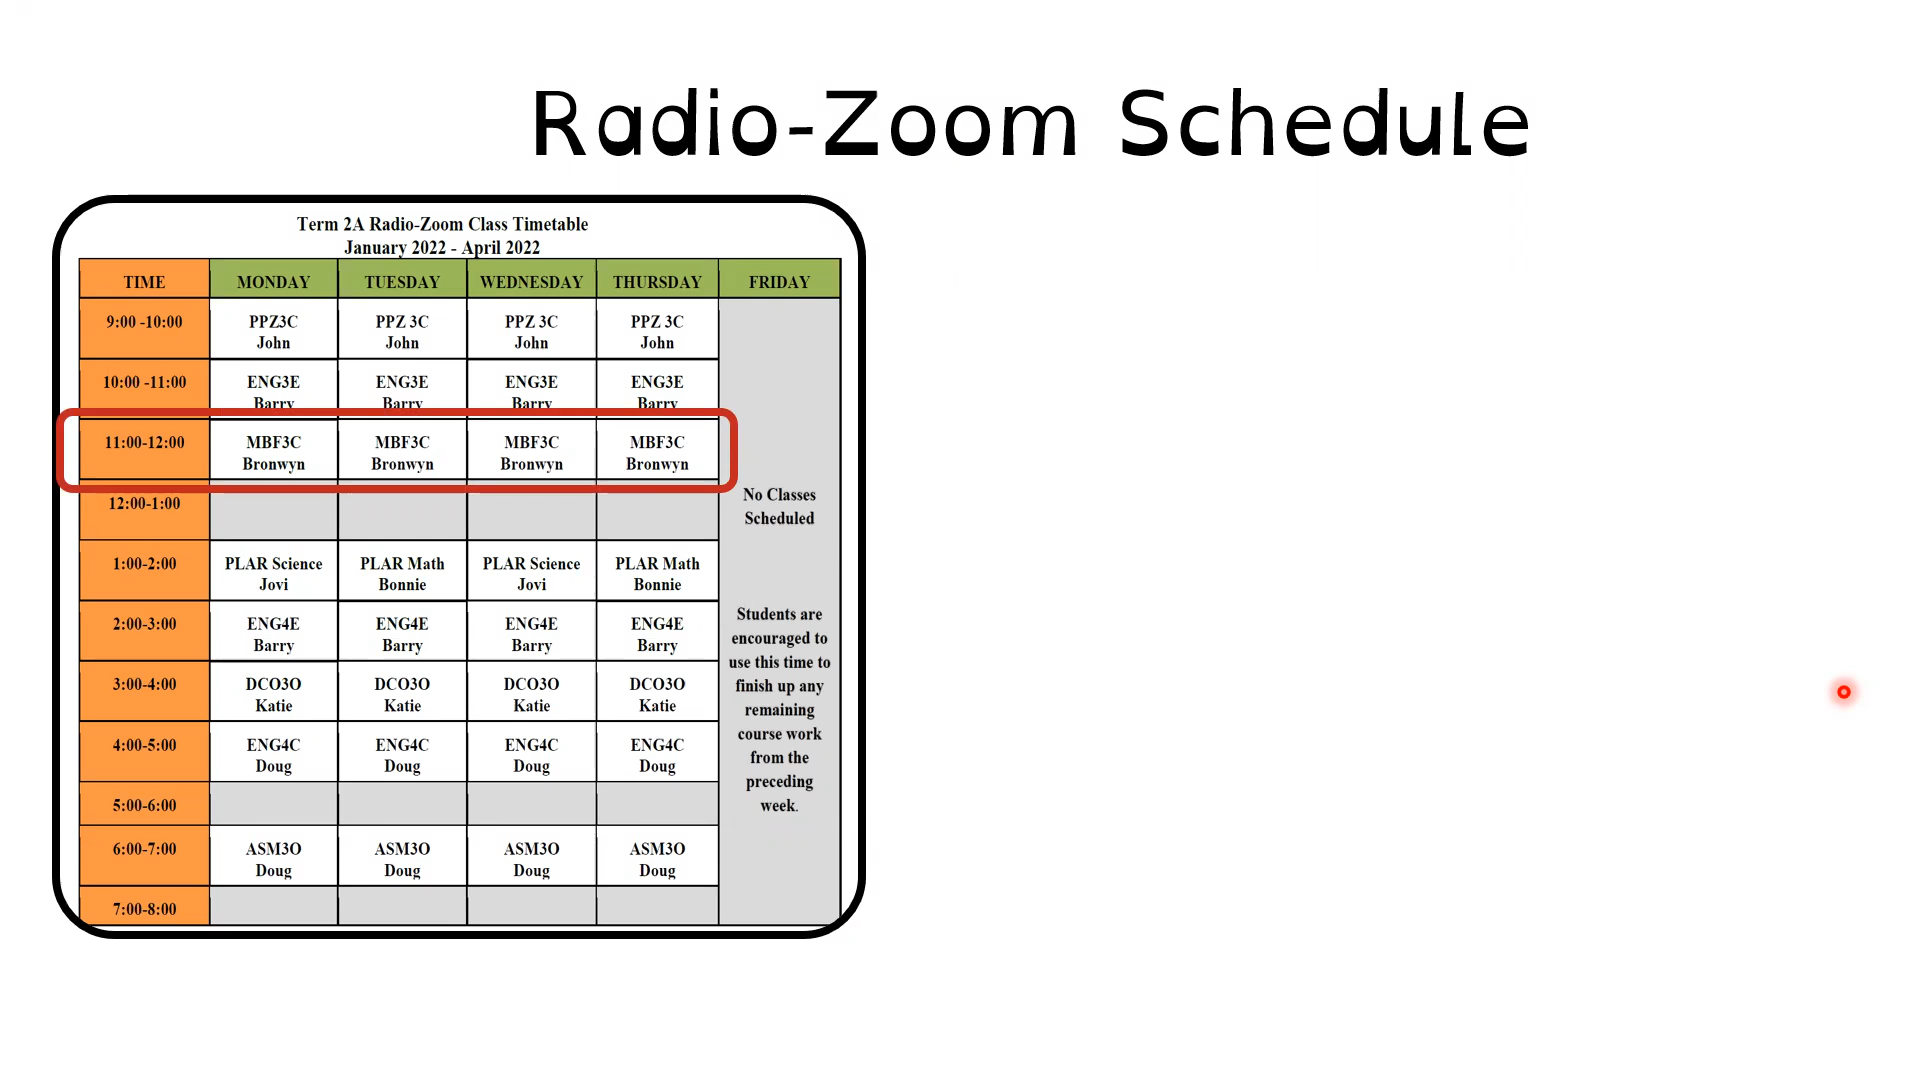 Radio-Zoom Schedule
Term 2A Radio-Zoom Class Timetable
January 2022 - April 2022
TIME MONDAY TUESDAY WEDNESDAY THURSDAY FRIDAY
9:00 -10:00 PPZ3C PPZ 3C PPZ 3C PPZ 3C
John John John John
10:00 -11:00 ENG3E ENG3E ENG3E ENG3E
Barry Barry Barry Barry
11:00-12:00 MBF3C MBF3C MBF3C MBF3C
Bronwyn Bronwyn Bronwyn Bronwyn
12:00-1:00
1:00-2:00 PLAR Science PLAR Math PLAR Science PLAR Math
Jovi Bonnie Jovi Bonnie
2:00-3:00 ENG4E ENG4E ENG4E ENG4E
Barry Barry Barry Barry
3:00-4:00 DCO3O DCO3O DCO3O DCO3O
Katie Katie Katie Katie
4:00-5:00 ENG4C ENG4C ENG4C ENG4C
Doug Doug Doug Doug
5:00-6:00
6:00-7:00 ASM3O ASM3O ASM3O ASM3O
Doug Doug Doug Doug
7:00-8:00
No Classes
Scheduled
Students are
encouraged to
use this time to
finish up any
remaining
course work
from the
preceding
week.